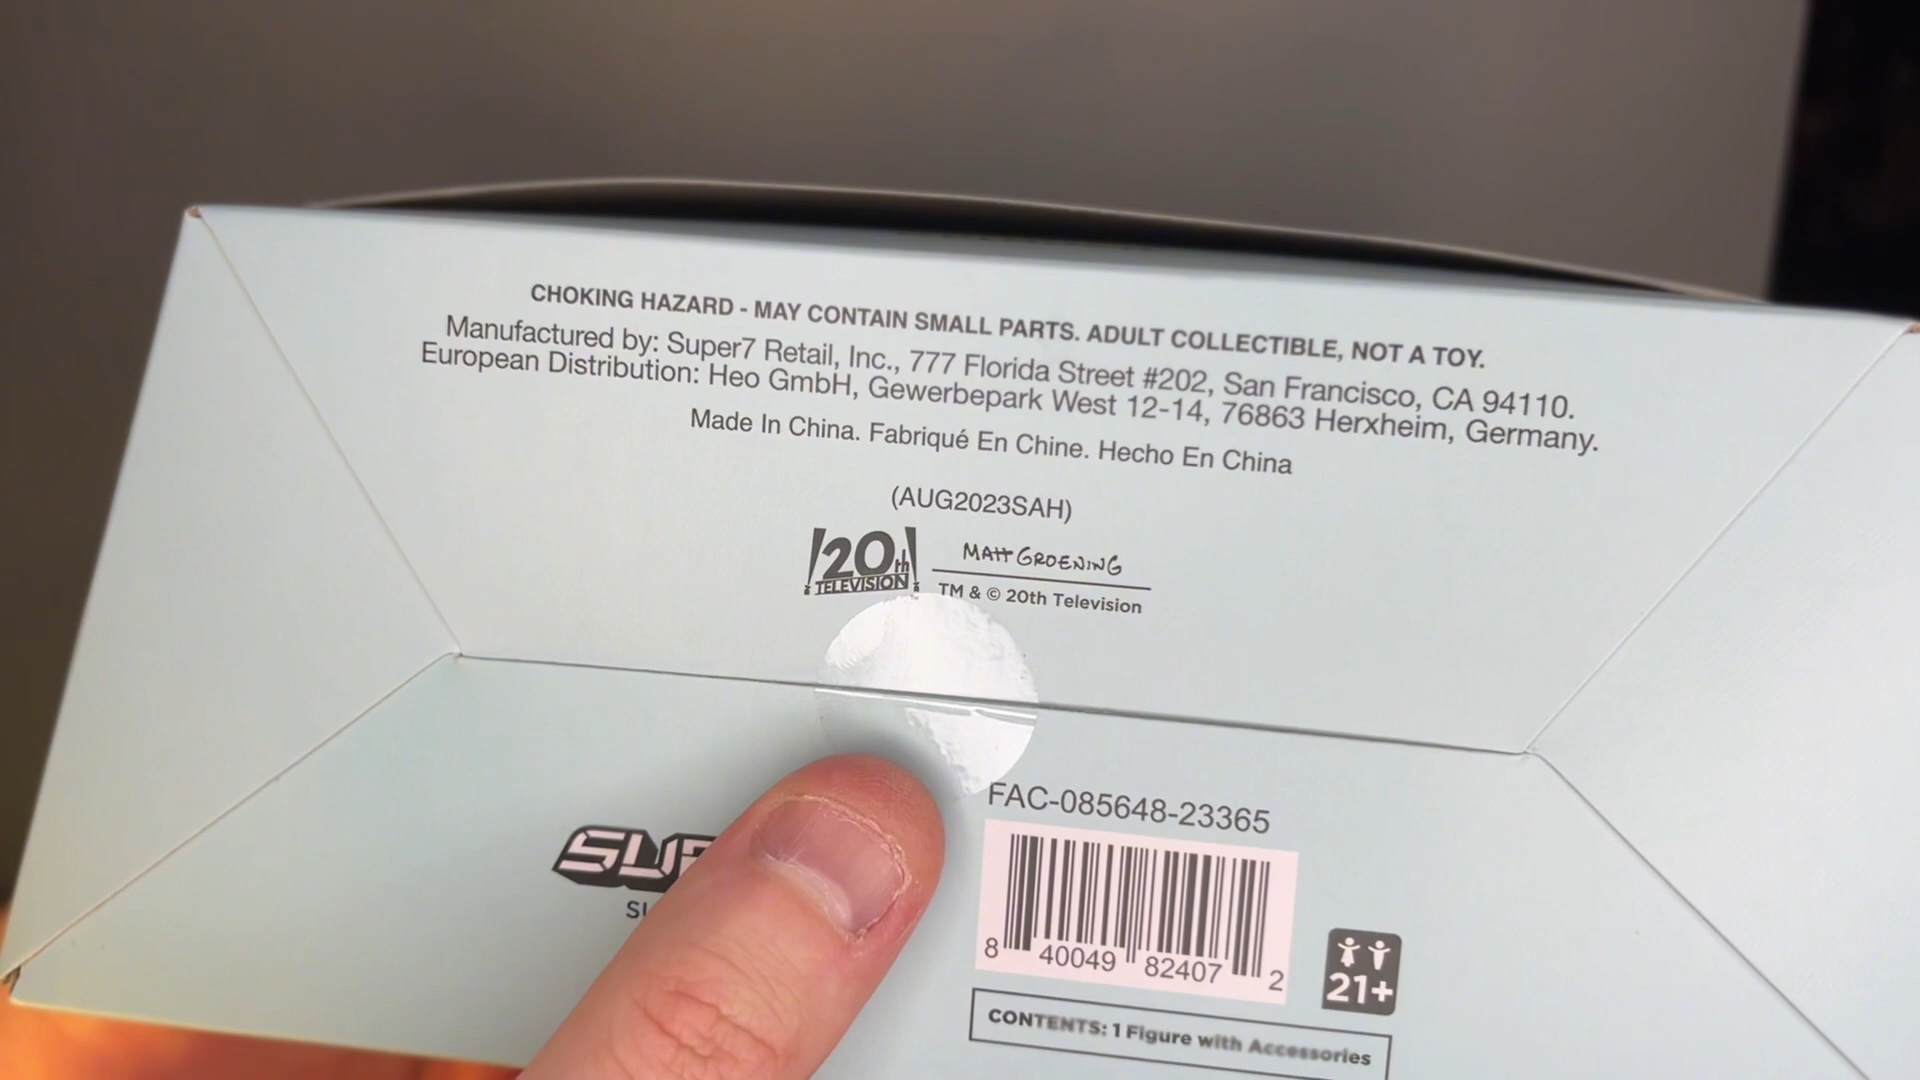 CHOKING HAZARD - MAY CONTAIN SMALL PARTS. ADULT COLLECTIBLE, NOT A TOY.
Manufactured by: Super7 Retail, Inc., 777 Florida Street #202, San Francisco, CA 94110.
European Distribution: Heo GmbH, Gewerbepark West 12-14, 76863 Herxheim, Germany.
Made In China. Fabriqué En Chine. Hecho En China
(AUG2023SAH)
20th
TELEVISION
MATT GROENING
TM & © 20th Television
FAC-085648-23365
8 40049 82407 2
21+
CONTENTS: 1 Figure with Accessories